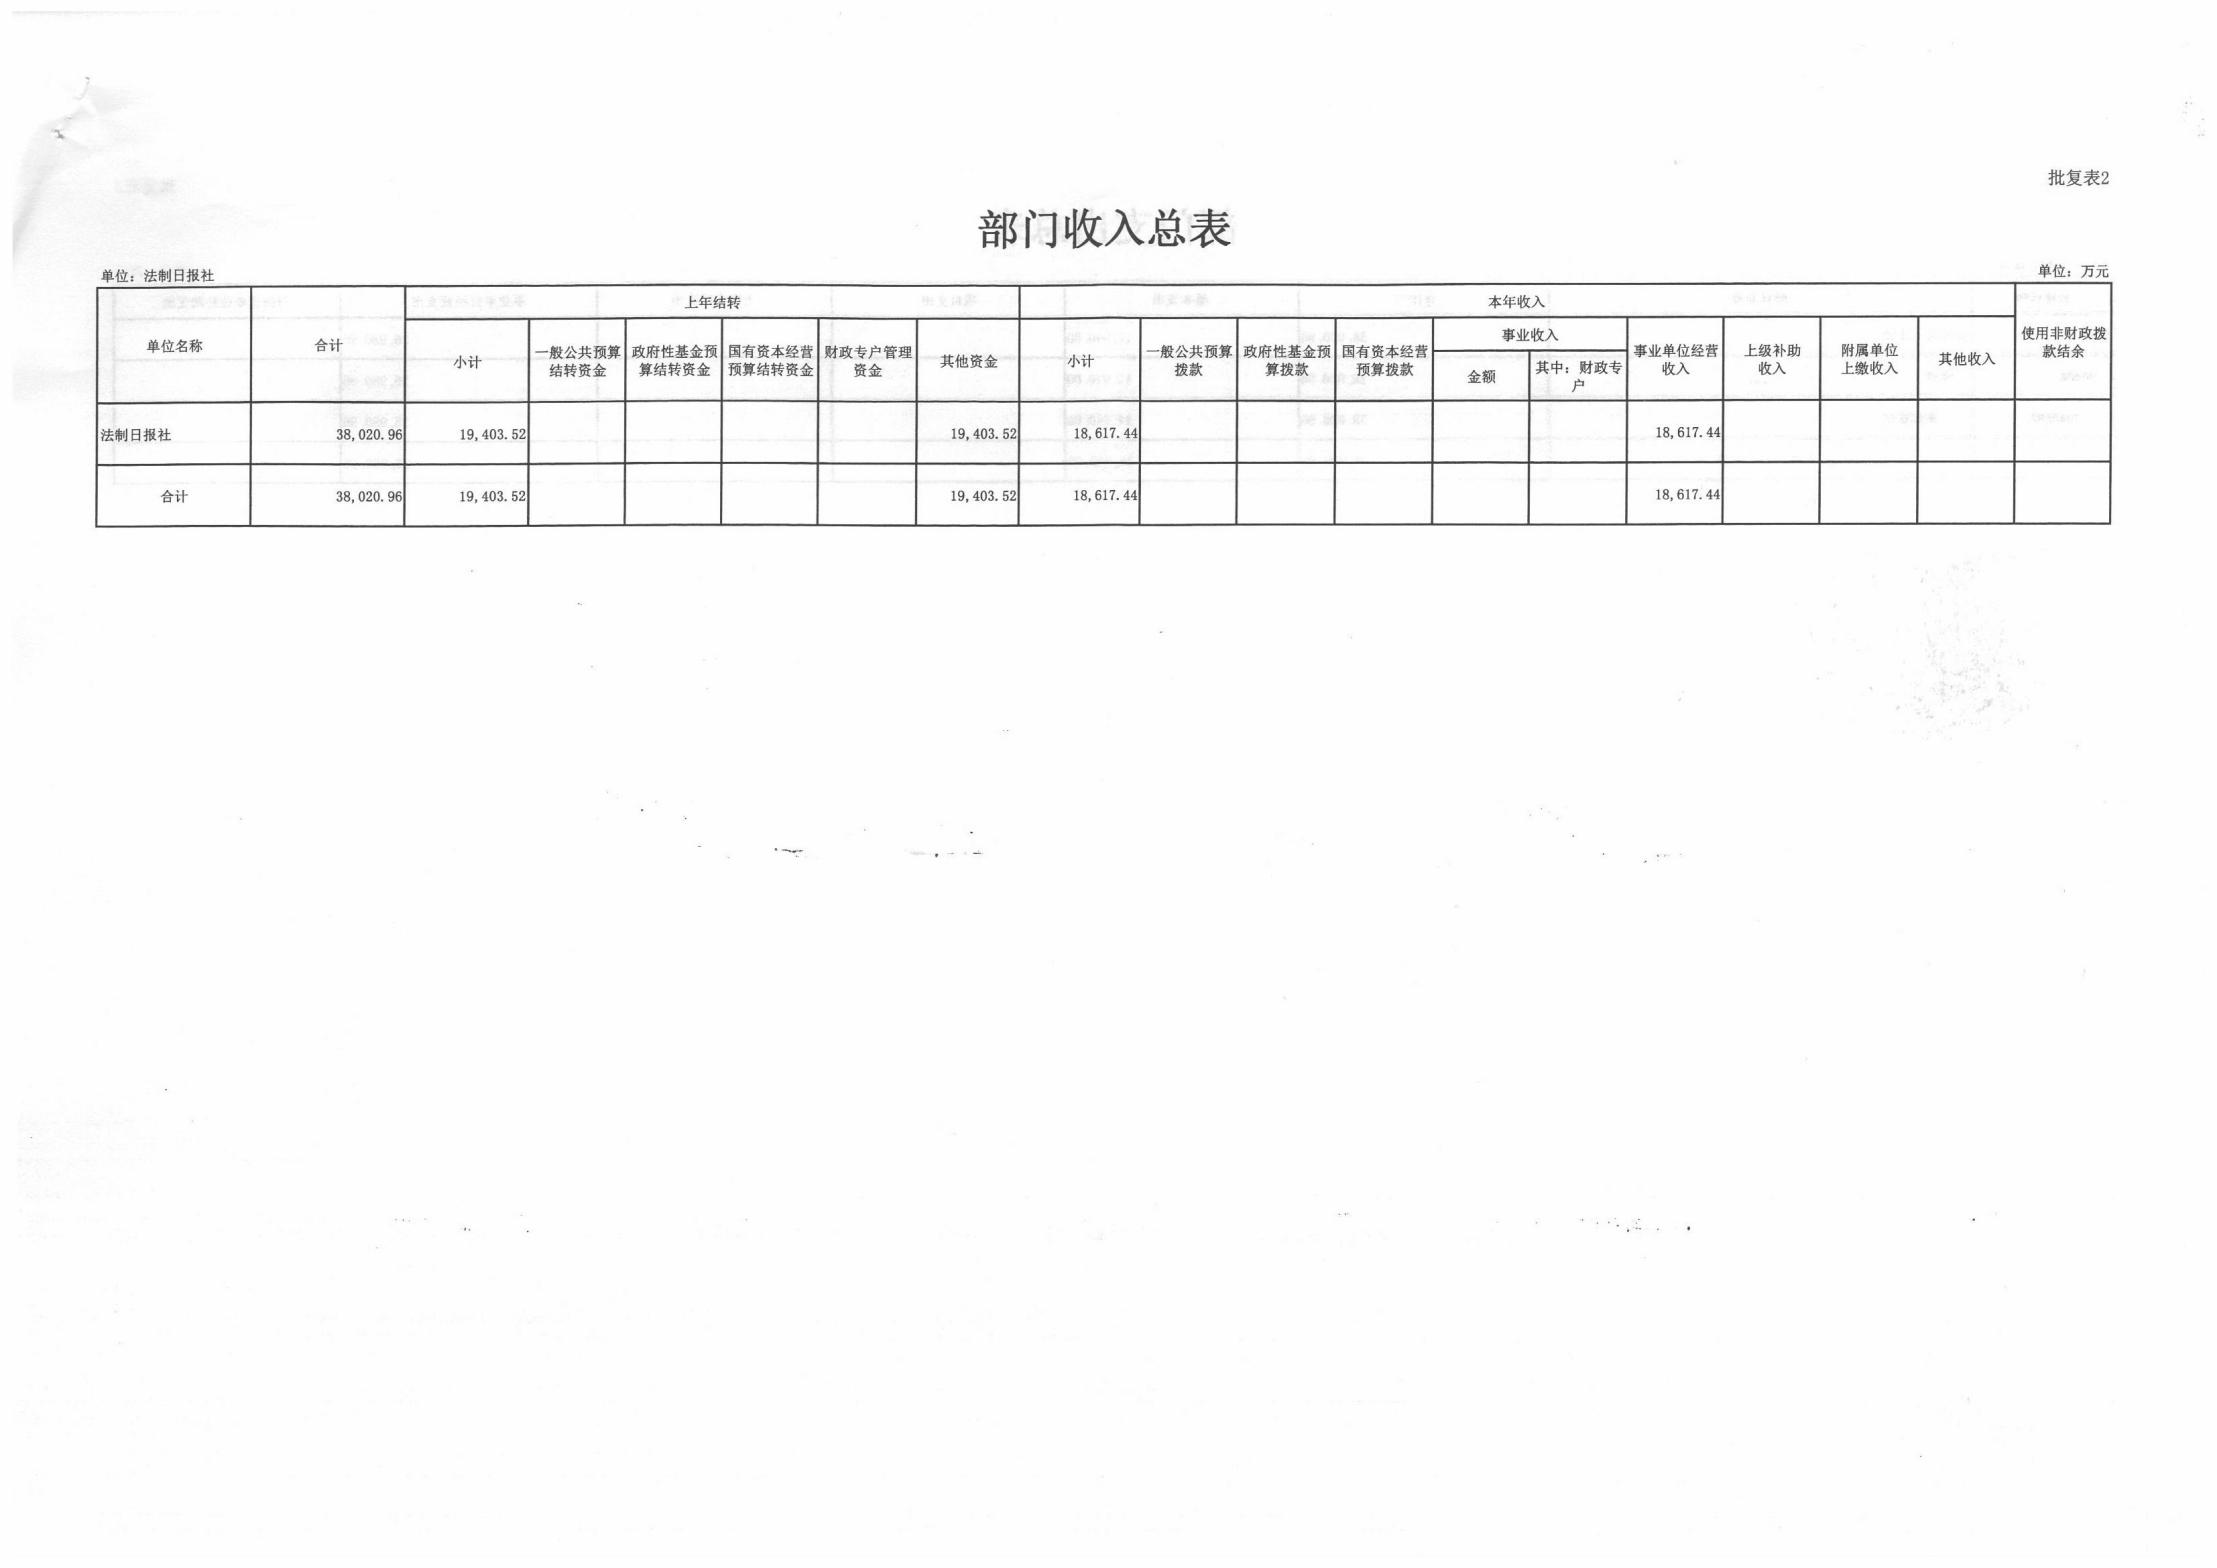 批复表2
部门收入总表
单位：法制日报社
单位：万元
单位名称
合计
上年结转
本年收入
使用非财政拨
款结余
小计
一般公共预算
结转资金
政府性基金预
算结转资金
国有资本经营
预算结转资金
财政专户管理
资金
其他资金
小计
一般公共预算
拨款
政府性基金预
算拨款
国有资本经营
预算拨款
事业收入
金额
其中：财政专
户
事业单位经营
收入
上级补助
收入
附属单位
上缴收入
其他收入
法制日报社 38,020.96 19,403.52 19,403.52 18,617.44 18,617.44
合计 38,020.96 19,403.52 19,403.52 18,617.44 18,617.44